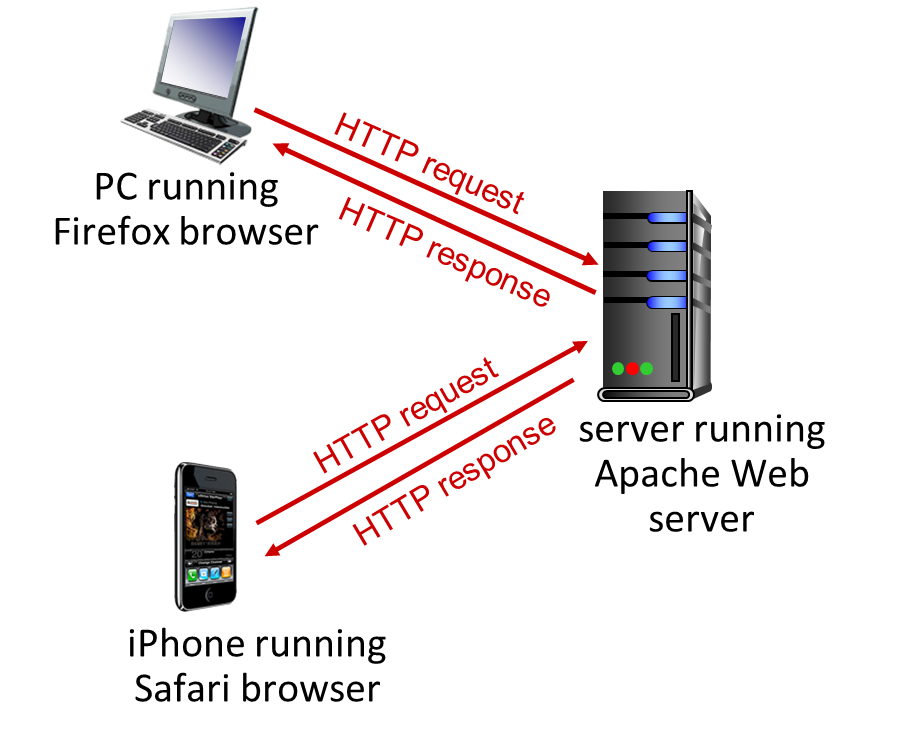 HTTP request
HTTP response
PC running
Firefox browser
HTTP request
HTTP response
server running
Apache Web
server
iPhone running
Safari browser